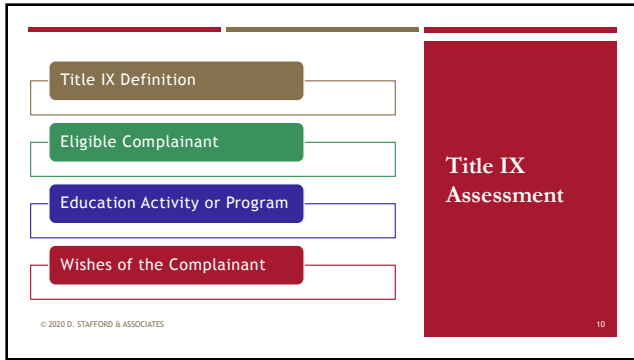 Title IX Definition
Eligible Complainant
Education Activity or Program
Wishes of the Complainant
Title IX
Assessment
© 2020 D. STAFFORD & ASSOCIATES
10